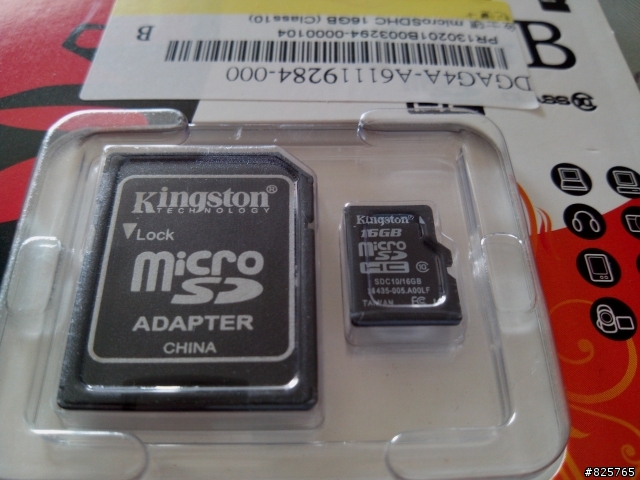 microSDHC 16GB (Class10)
PR130201B003294-0000104
B
DGAG4A-A61119284-000
B
Kingston®
TECHNOLOGY
Lock
Micro
SD
ADAPTER
CHINA
Kingston®
16GB
Micro
SD
HC
SDC10/16GB
TAIWAN
#825765